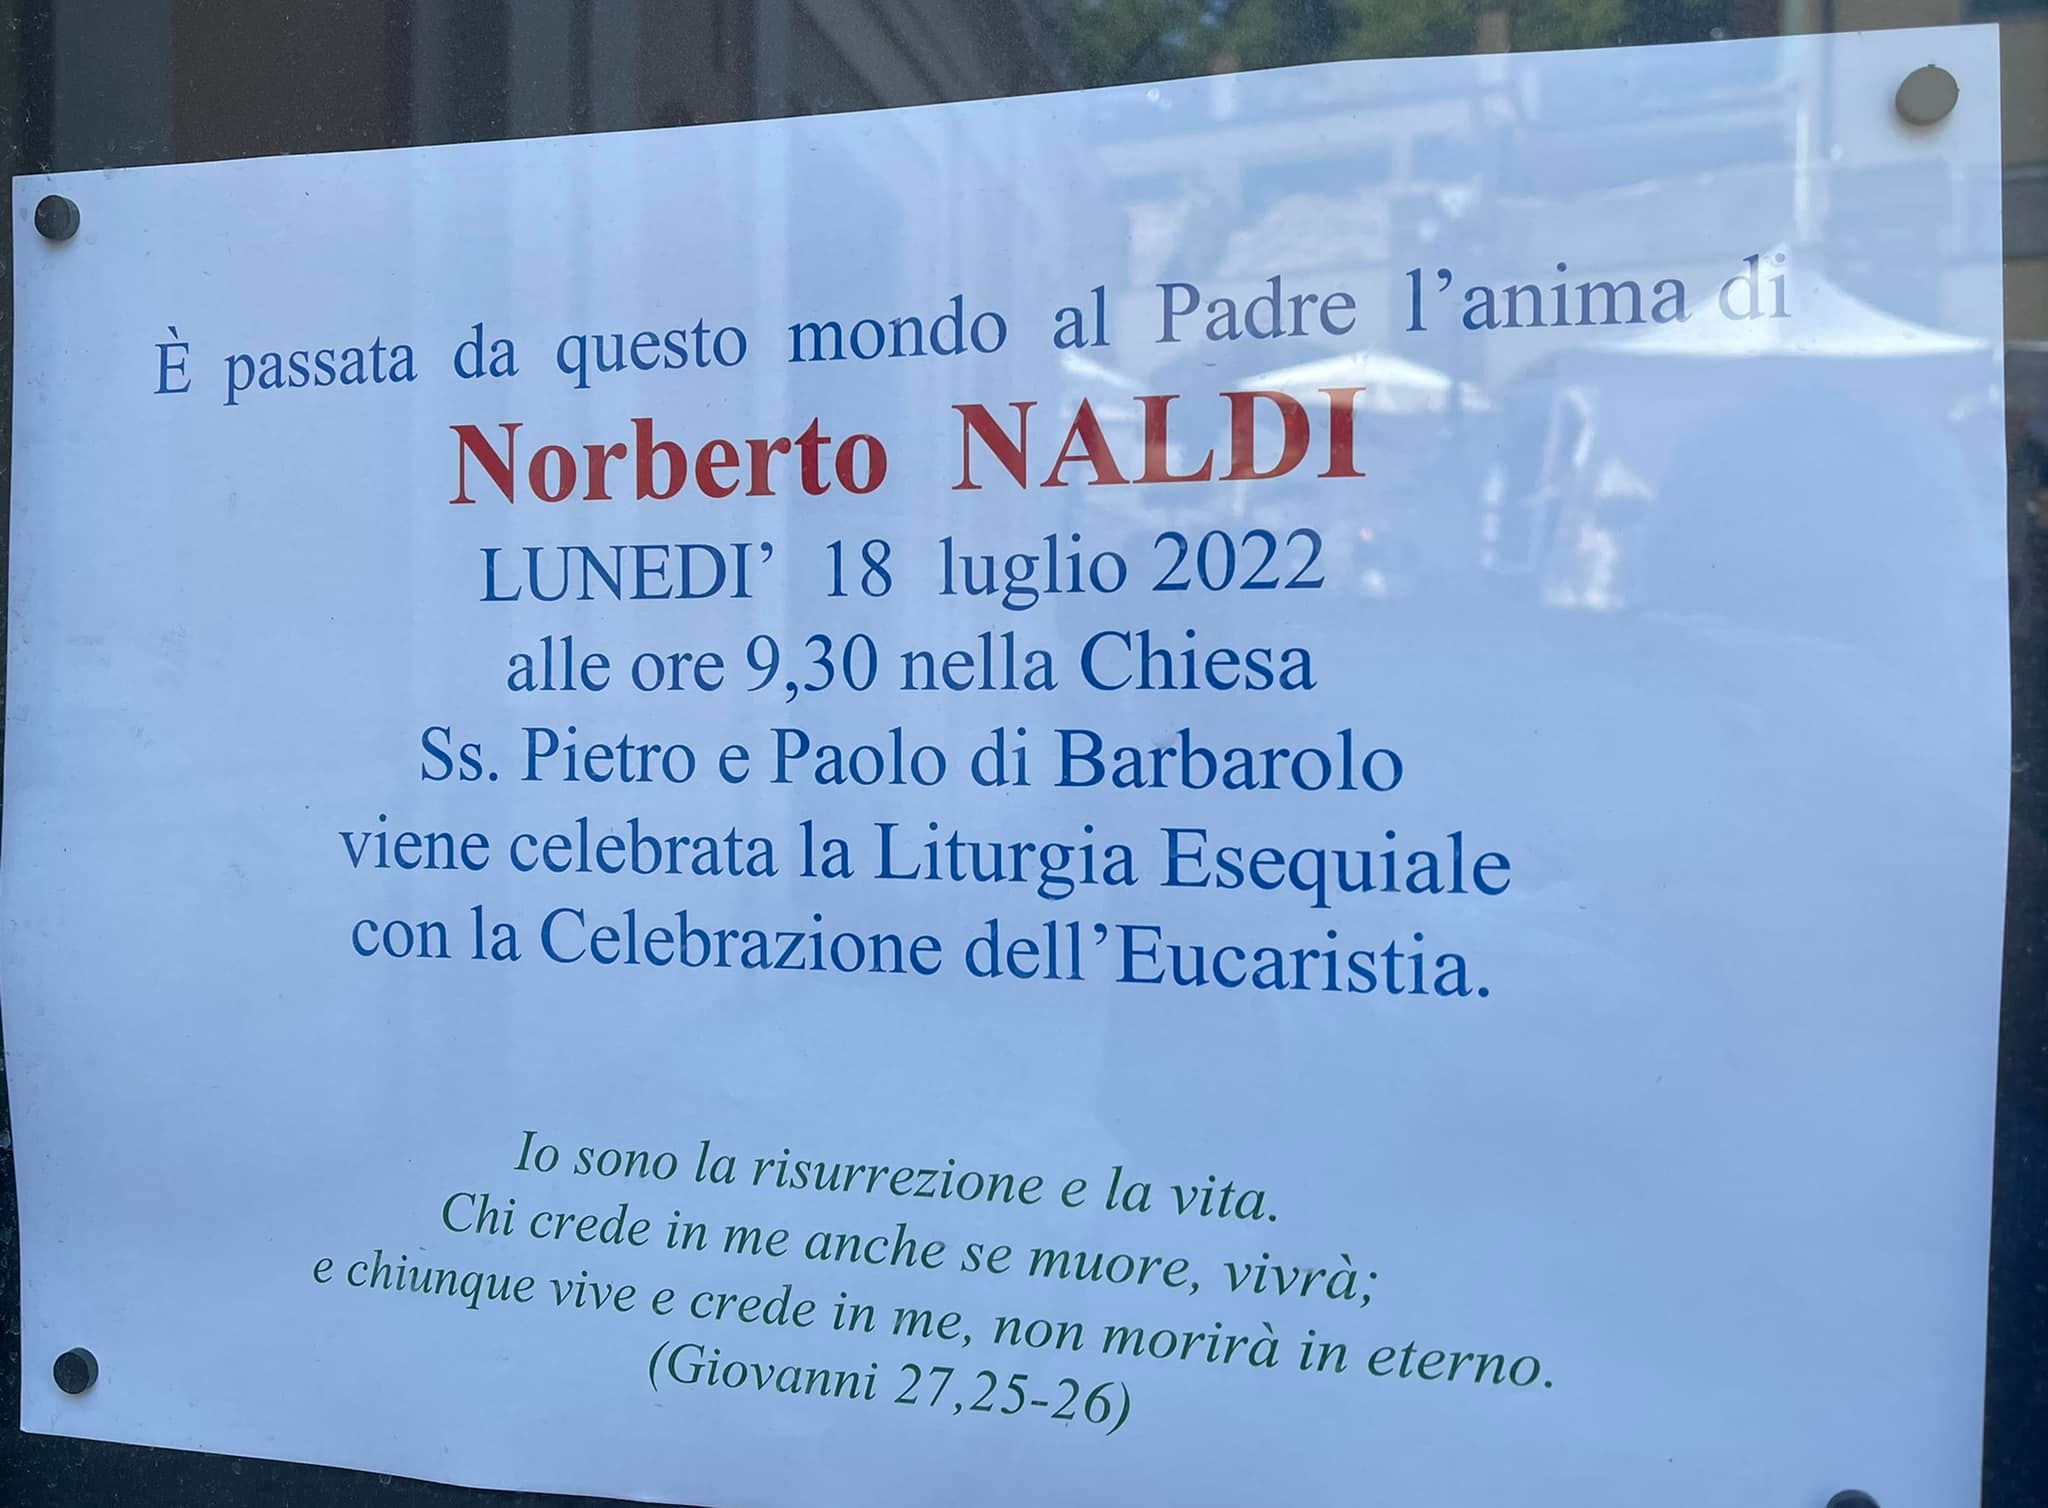 È passata da questo mondo al Padre l’anima di
Norberto NALDI
LUNEDI’ 18 luglio 2022
alle ore 9,30 nella Chiesa
Ss. Pietro e Paolo di Barbarolo
viene celebrata la Liturgia Esequiale
con la Celebrazione dell’Eucaristia.
Io sono la risurrezione e la vita.
Chi crede in me anche se muore, vivrà;
e chiunque vive e crede in me, non morirà in eterno.
(Giovanni 27,25-26)